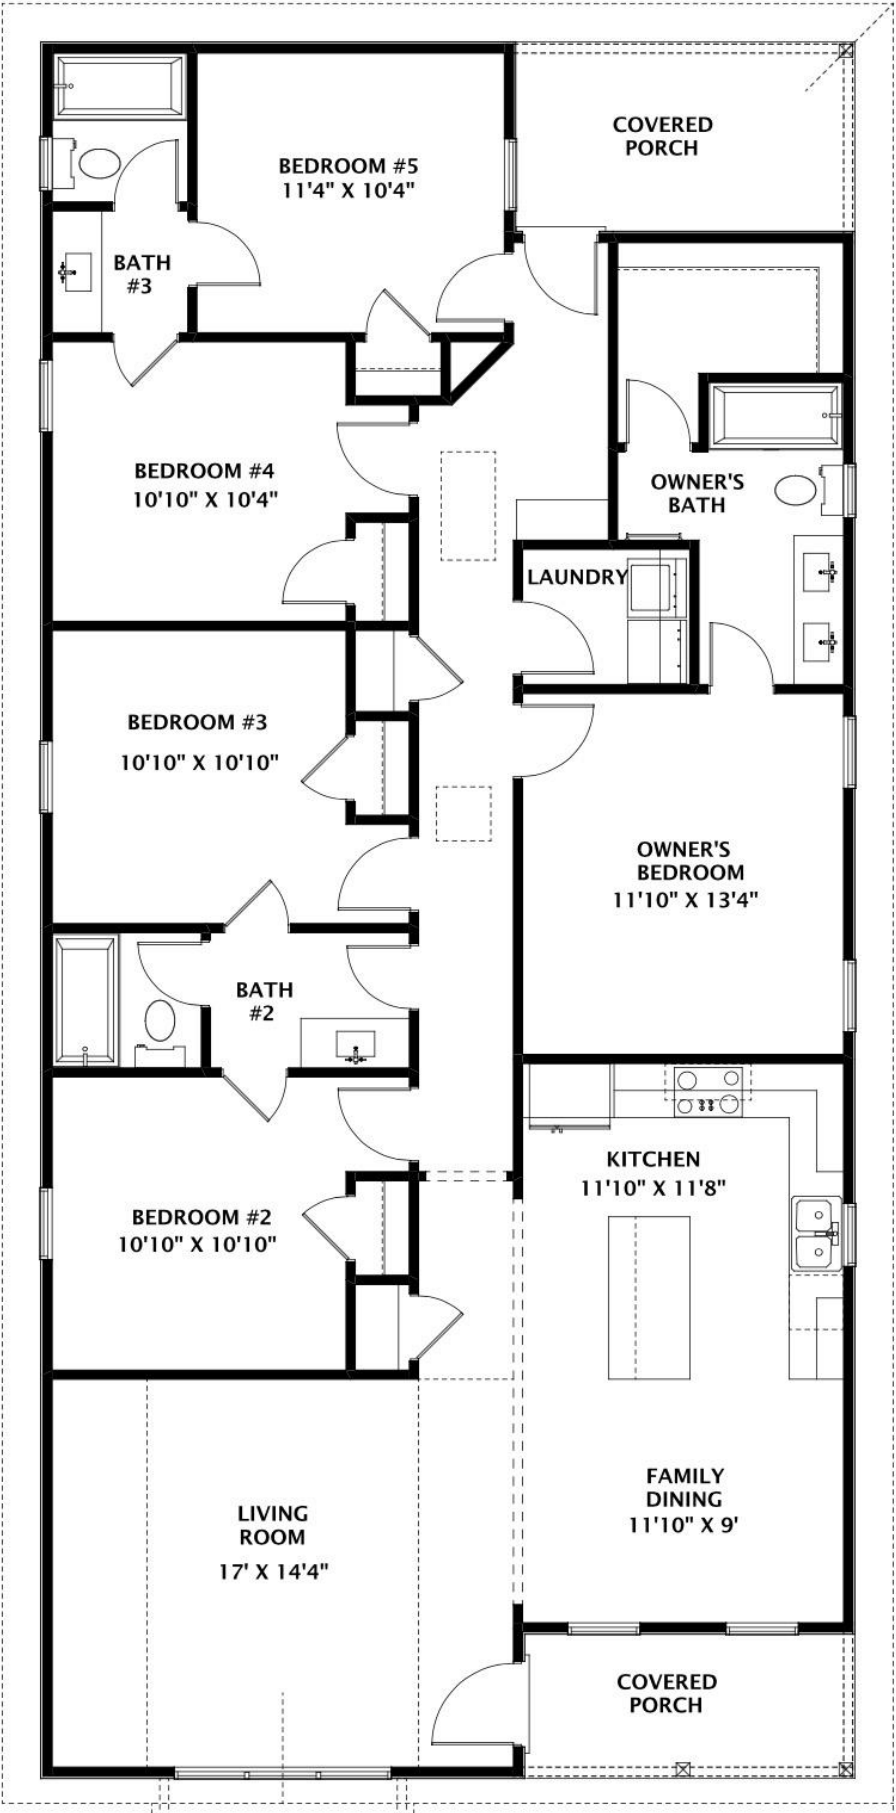 COVERED
PORCH
BEDROOM #5
11'4" X 10'4"
BATH
#3
BEDROOM #4
10'10" X 10'4"
OWNER'S
BATH
LAUNDRY
BEDROOM #3
10'10" X 10'10"
OWNER'S
BEDROOM
11'10" X 13'4"
BATH
#2
KITCHEN
11'10" X 11'8"
BEDROOM #2
10'10" X 10'10"
FAMILY
DINING
11'10" X 9'
LIVING
ROOM
17' X 14'4"
COVERED
PORCH